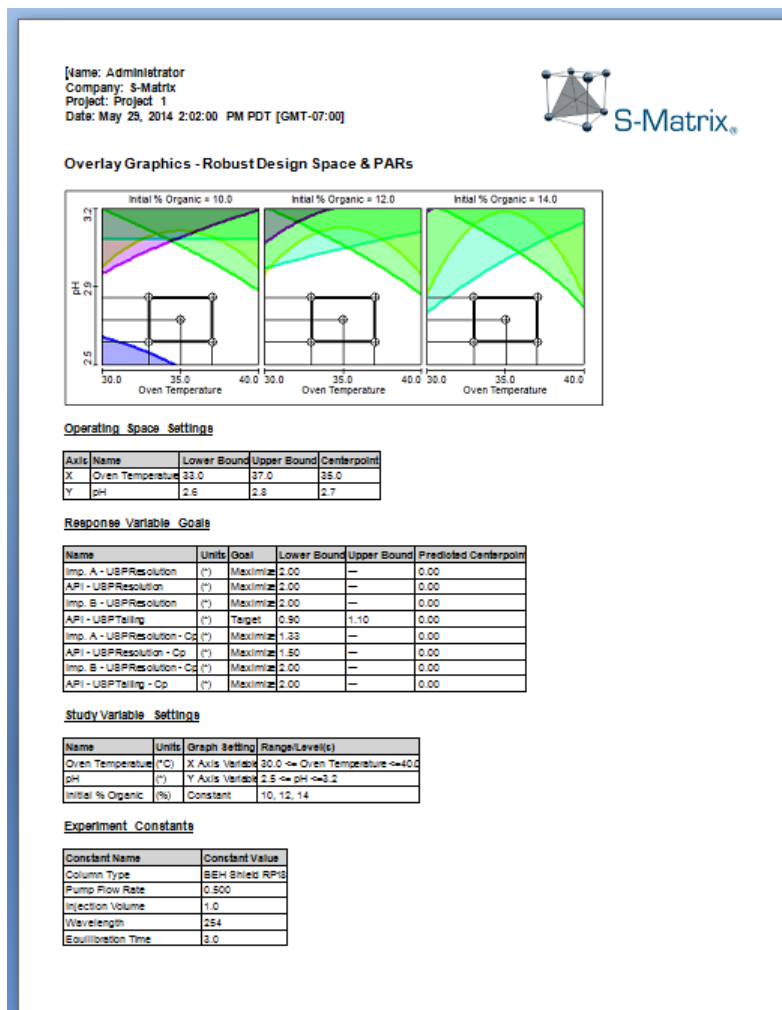 Name: Administrator
Company: S-Matrix
Project: Project 1
Date: May 29, 2014 2:02:00 PM PDT [GMT-07:00]
S-Matrix®
Overlay Graphics - Robust Design Space & PARs
Initial % Organic = 10.0 Initial % Organic = 12.0 Initial % Organic = 14.0
3.2
pH 2.9
2.5
30.0 35.0 40.0 30.0 35.0 40.0 30.0 35.0 40.0
Oven Temperature Oven Temperature Oven Temperature
Operating Space Settings
Axis Name Lower Bound Upper Bound Centerpoint
X Oven Temperature 33.0 37.0 35.0
Y pH 2.6 2.8 2.7
Response Variable Goals
Name Units Goal Lower Bound Upper Bound Predicted Centerpoint
Imp. A - USPResolution (*) Maximize 2.00 — 0.00
API - USPResolution (*) Maximize 2.00 — 0.00
Imp. B - USPResolution (*) Maximize 2.00 — 0.00
API - USPTailing (*) Target 0.90 1.10 0.00
Imp. A - USPResolution - Cp (*) Maximize 1.33 — 0.00
API - USPResolution - Cp (*) Maximize 1.50 — 0.00
Imp. B - USPResolution - Cp (*) Maximize 2.00 — 0.00
API - USPTailing - Cp (*) Maximize 2.00 — 0.00
Study Variable Settings
Name Units Graph Setting Range/Level(s)
Oven Temperature (°C) X Axis Variable 30.0 <= Oven Temperature <=40.0
pH (*) Y Axis Variable 2.5 <= pH <=3.2
Initial % Organic (%) Constant 10, 12, 14
Experiment Constants
Constant Name Constant Value
Column Type BEH Shield RP18
Pump Flow Rate 0.500
Injection Volume 1.0
Wavelength 254
Equilibration Time 3.0